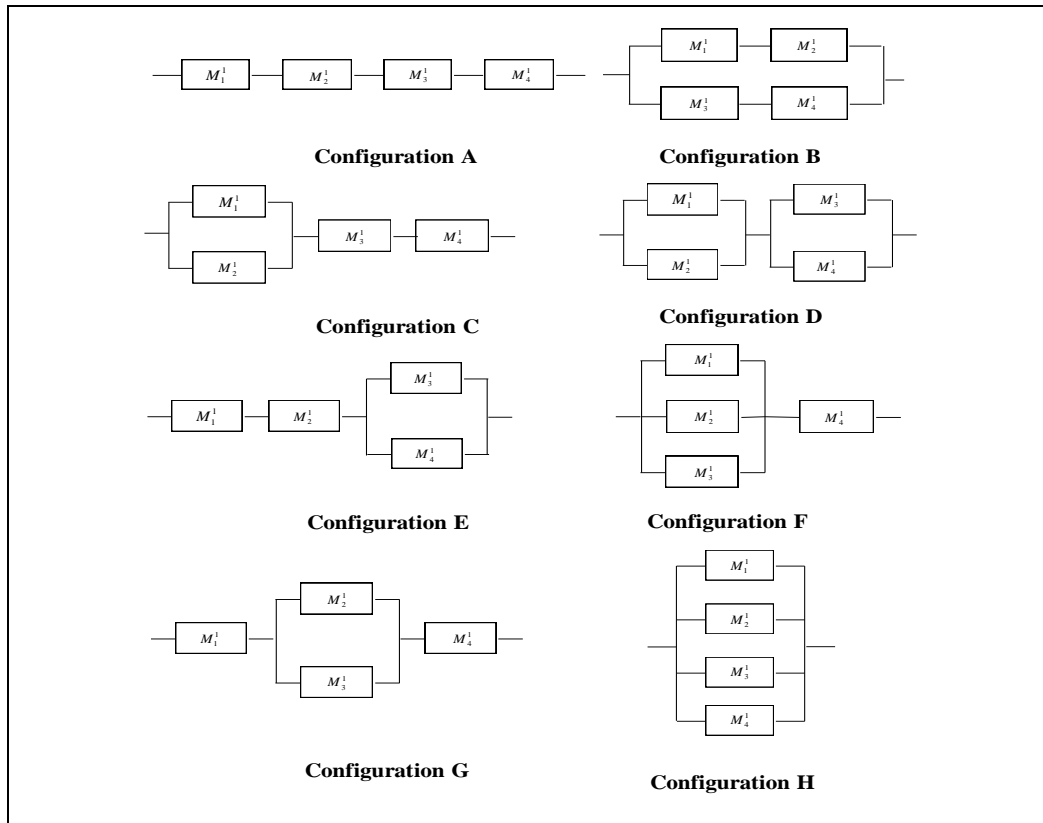 M₁¹ M₂¹ M₃¹ M₄¹
Configuration A
M₁¹ M₂¹
M₃¹ M₄¹
Configuration B
M₁¹
M₂¹
M₃¹ M₄¹
Configuration C
M₁¹
M₂¹
M₃¹
M₄¹
Configuration D
M₁¹ M₂¹
M₃¹
M₄¹
Configuration E
M₁¹
M₂¹
M₃¹
M₄¹
Configuration F
M₁¹
M₂¹
M₃¹
M₄¹
Configuration G
M₁¹
M₂¹
M₃¹
M₄¹
Configuration H